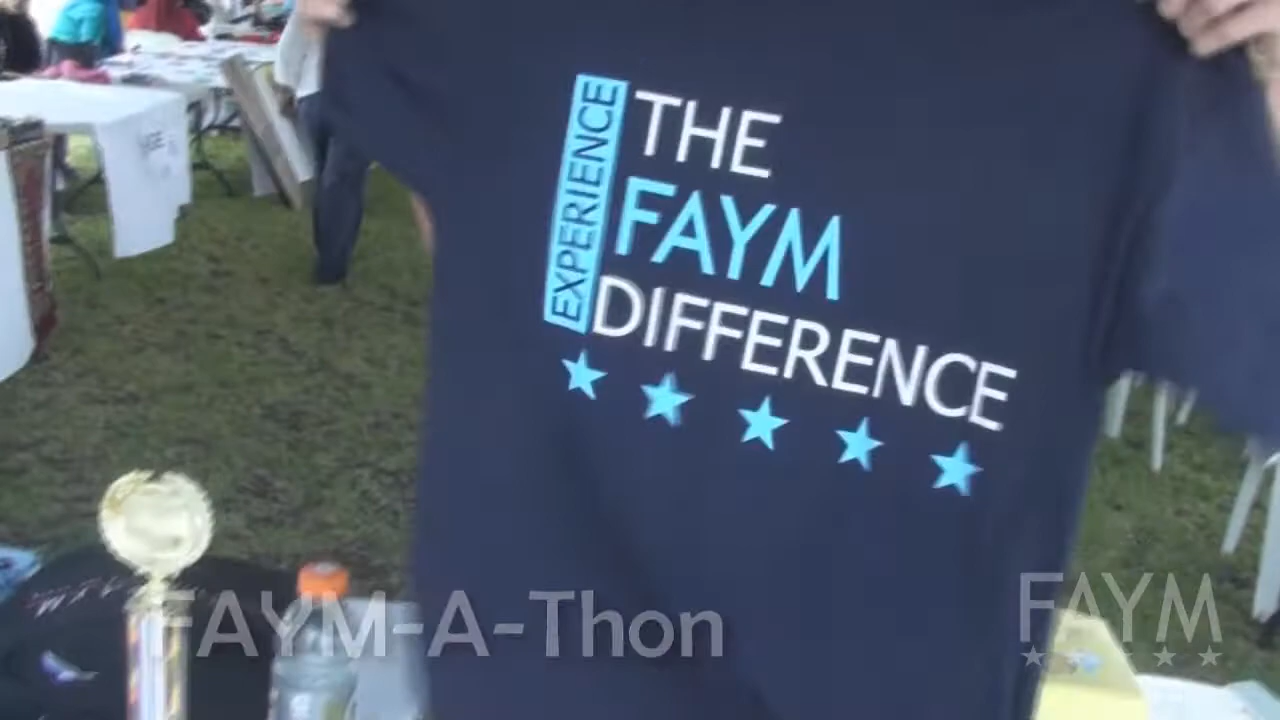 EXPERIENCE
THE
FAYM
DIFFERENCE
FAYM-A-Thon
FAYM